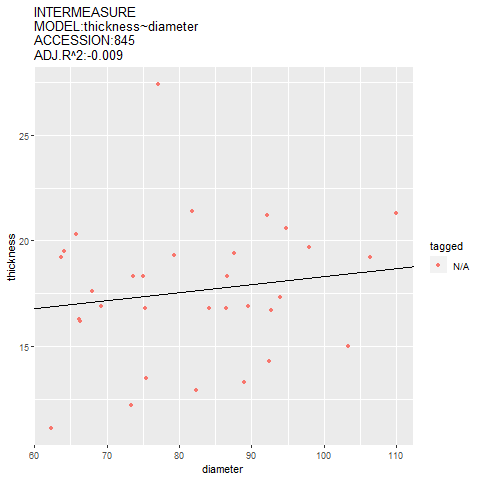 INTERMEASURE
MODEL:thickness~diameter
ACCESSION:845
ADJ.R^2:-0.009
thickness
25
20
15
60
70
80
90
100
110
diameter
tagged
N/A